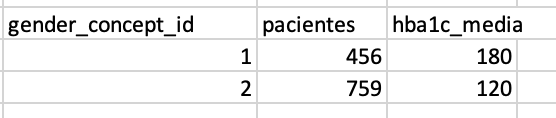 gender_concept_id pacientes hba1c_media
1 456 180
2 759 120